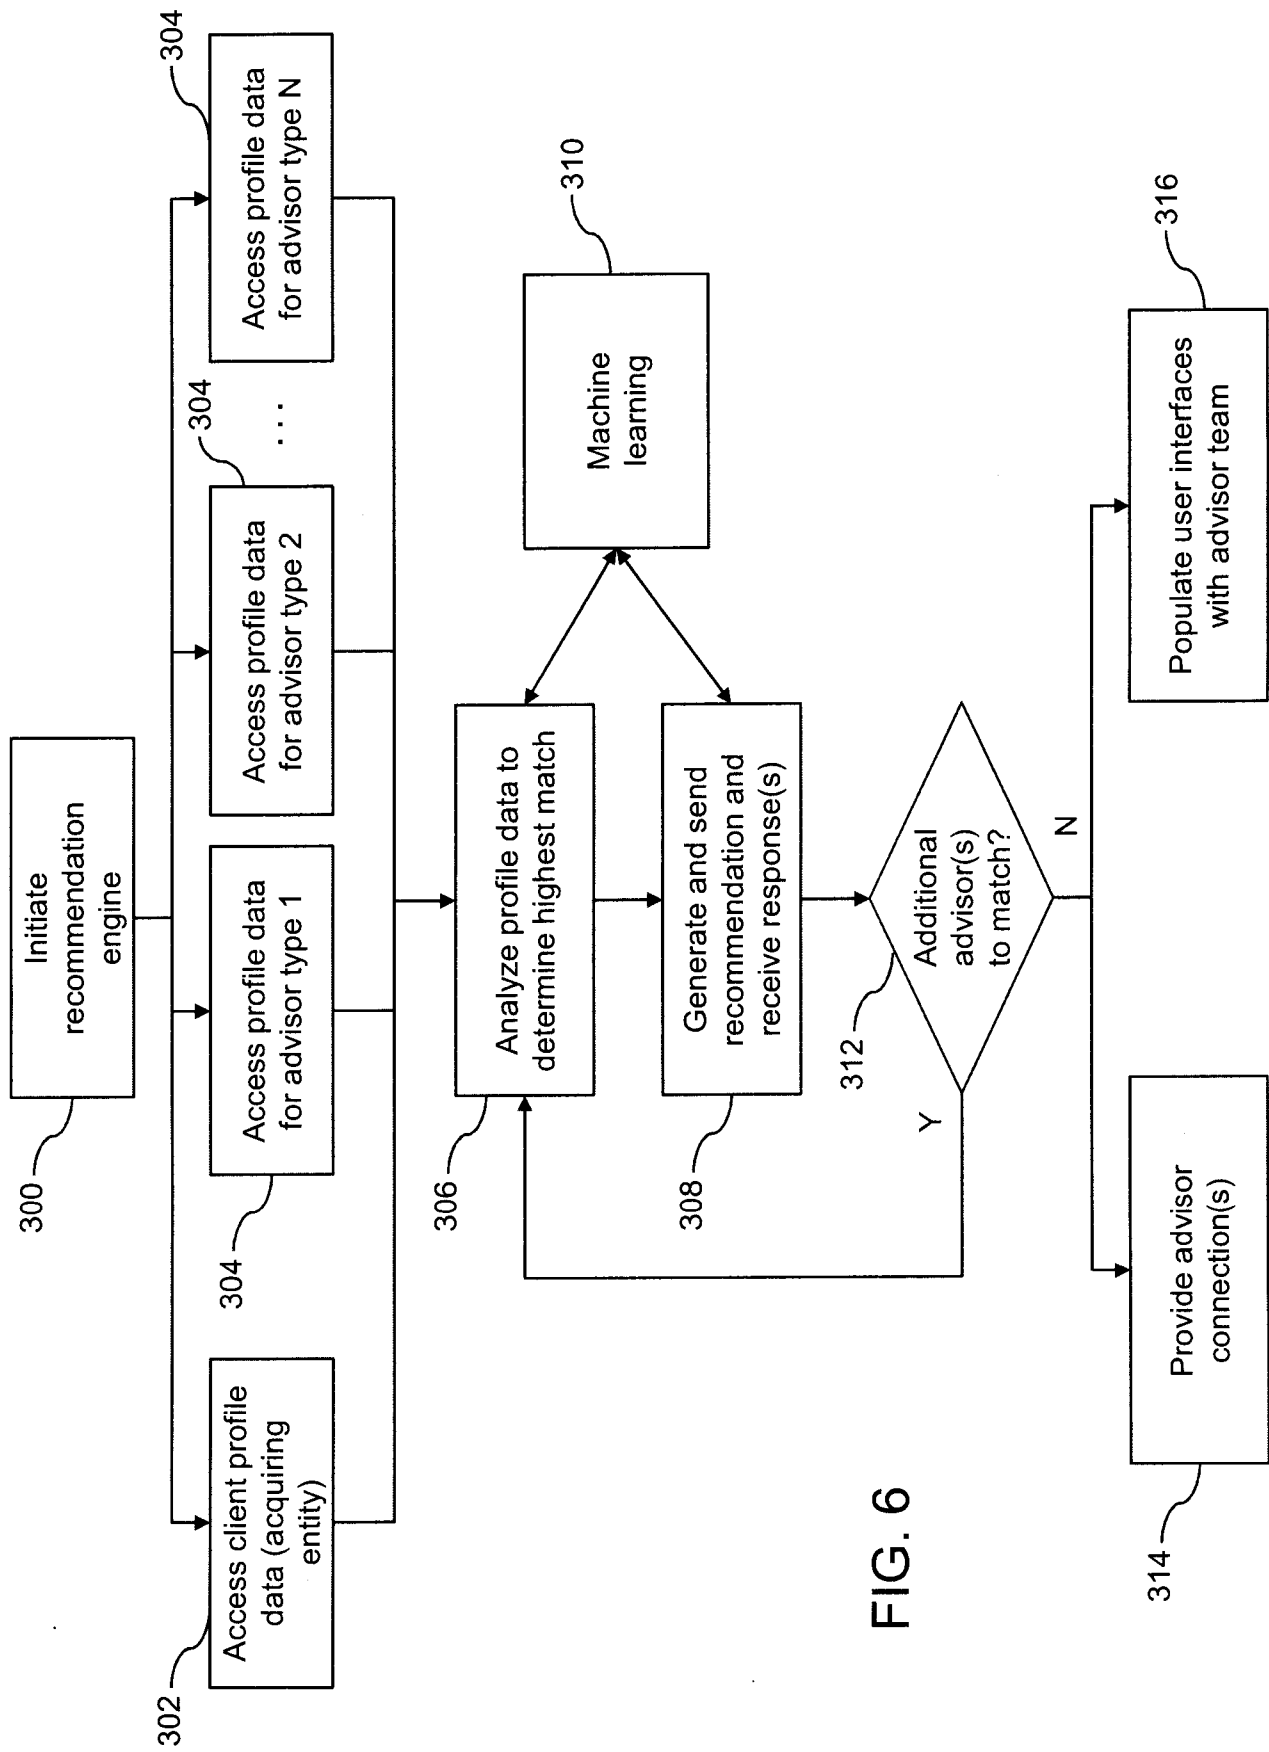 300
Initiate
recommendation
engine
302
Access client profile
data (acquiring
entity)
304
Access profile data
for advisor type 1
304
Access profile data
for advisor type 2
. . .
304
Access profile data
for advisor type N
306
Analyze profile data to
determine highest match
308
Generate and send
recommendation and
receive response(s)
310
Machine
learning
312
Additional
advisor(s)
to match?
Y
N
314
Provide advisor
connection(s)
316
Populate user interfaces
with advisor team
FIG. 6